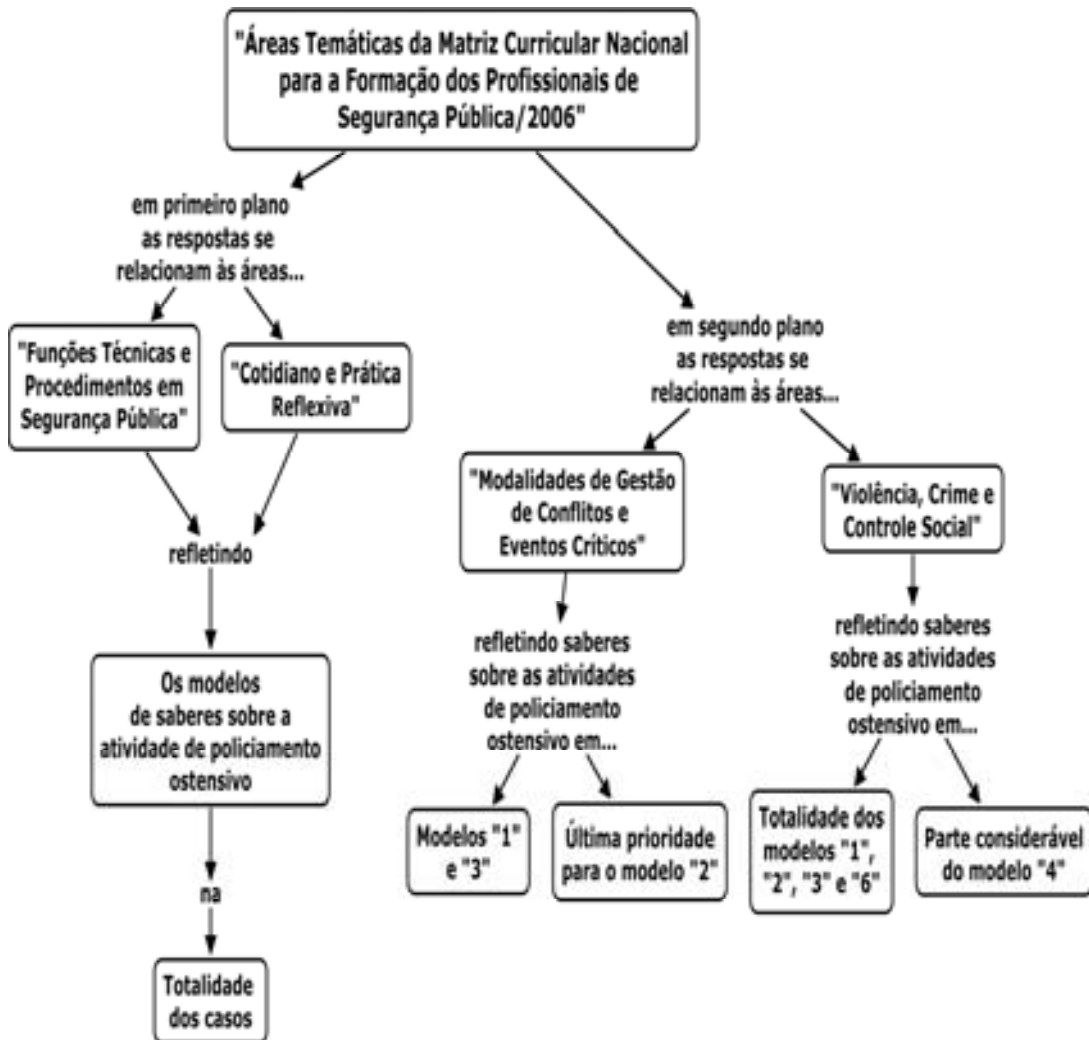 "Áreas Temáticas da Matriz Curricular Nacional
para a Formação dos Profissionais de
Segurança Pública/2006"
em primeiro plano
as respostas se
relacionam às áreas...
"Funções Técnicas e
Procedimentos em
Segurança Pública"
"Cotidiano e Prática
Reflexiva"
refletindo
Os modelos
de saberes sobre a
atividade de policiamento
ostensivo
na
Totalidade
dos casos
em segundo plano
as respostas se
relacionam às áreas...
"Modalidades de Gestão
de Conflitos e
Eventos Críticos"
refletindo saberes
sobre as atividades
de policiamento
ostensivo em...
Modelos "1"
e "3"
Última prioridade
para o modelo "2"
"Violência, Crime e
Controle Social"
refletindo saberes
sobre as atividades
de policiamento
ostensivo em...
Totalidade dos
modelos "1",
"2", "3" e "6"
Parte considerável
do modelo "4"